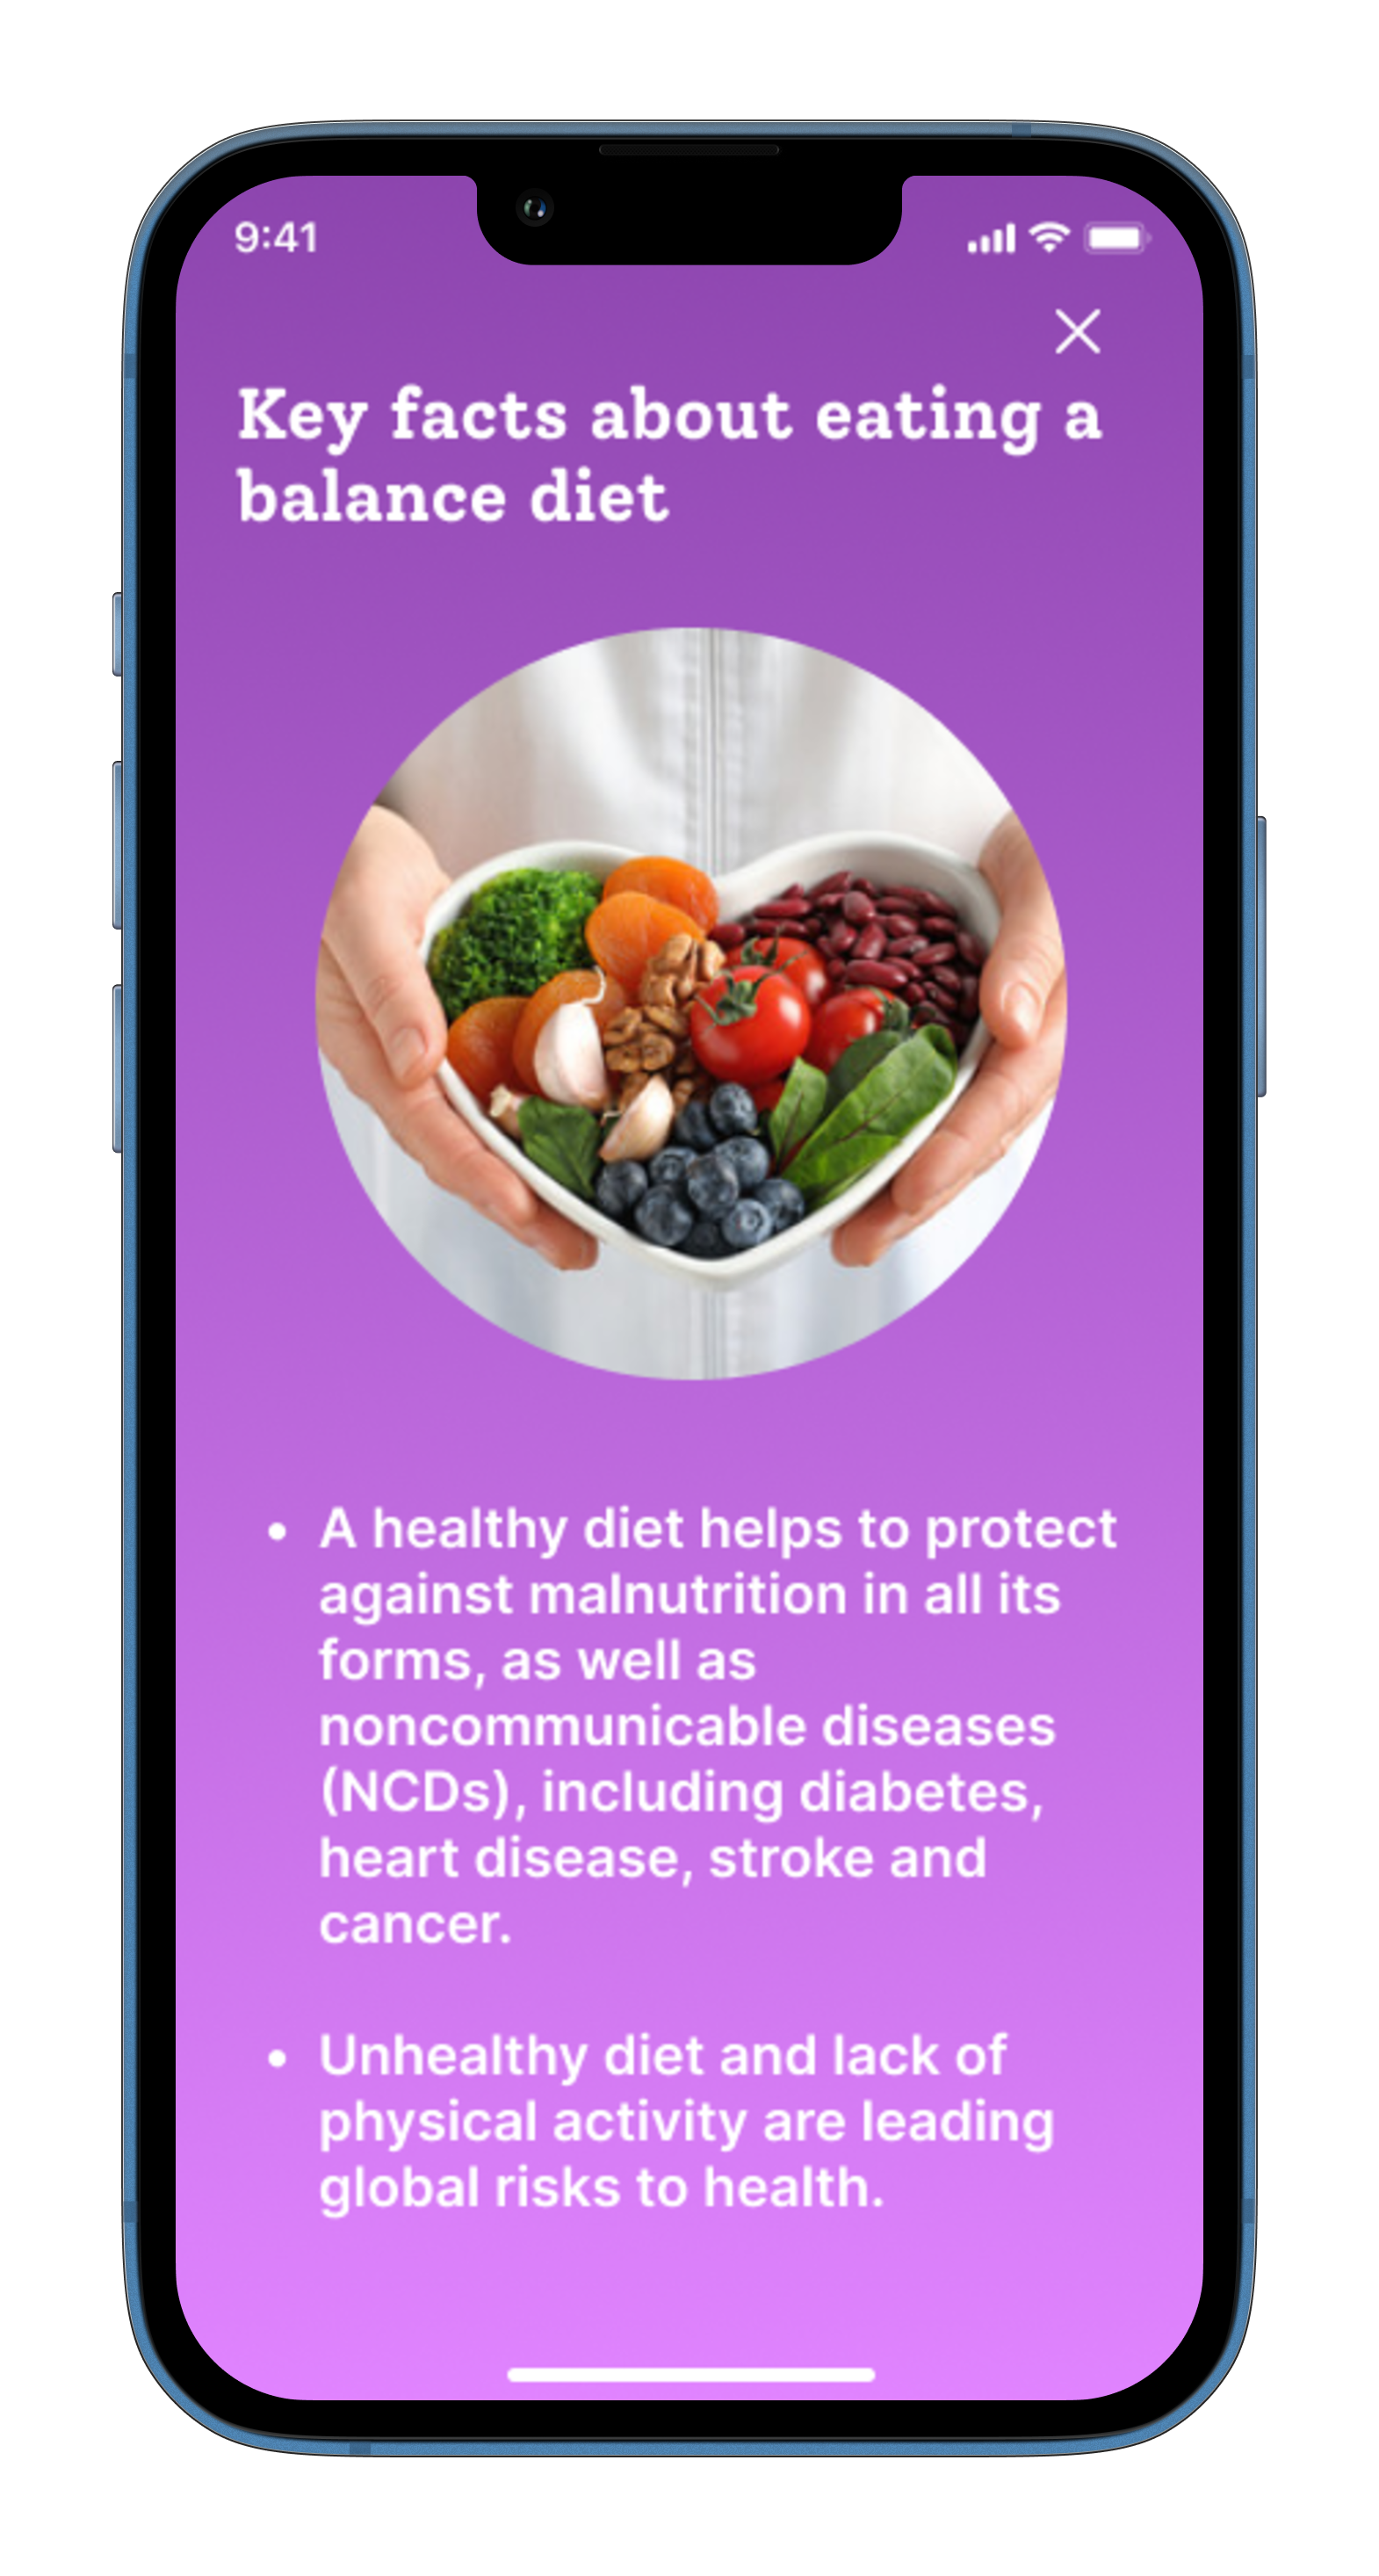 9:41
Key facts about eating a
balance diet
• A healthy diet helps to protect
against malnutrition in all its
forms, as well as
noncommunicable diseases
(NCDs), including diabetes,
heart disease, stroke and
cancer.
• Unhealthy diet and lack of
physical activity are leading
global risks to health.